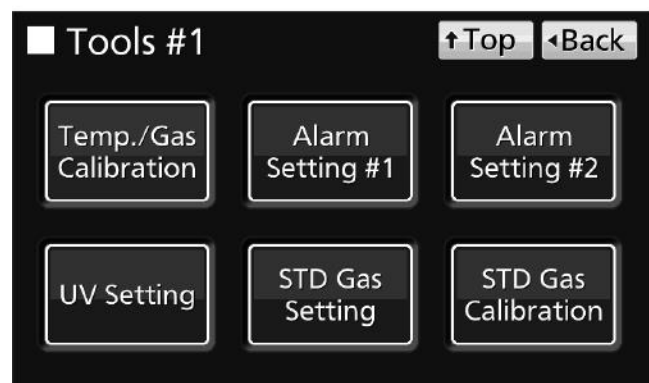 Tools #1
↑Top ◂Back
Temp./Gas
Calibration
Alarm
Setting #1
Alarm
Setting #2
UV Setting
STD Gas
Setting
STD Gas
Calibration